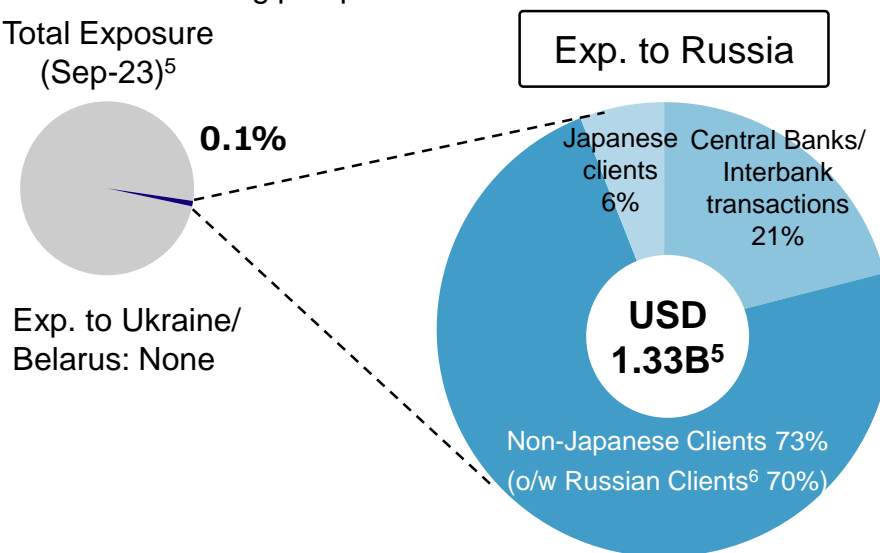 Total Exposure
(Sep-23)⁵
0.1%
Exp. to Ukraine/
Belarus: None
Exp. to Russia
Japanese
clients
6%
Central Banks/
Interbank
transactions
21%
USD
1.33B⁵
Non-Japanese Clients 73%
(o/w Russian Clients⁶ 70%)